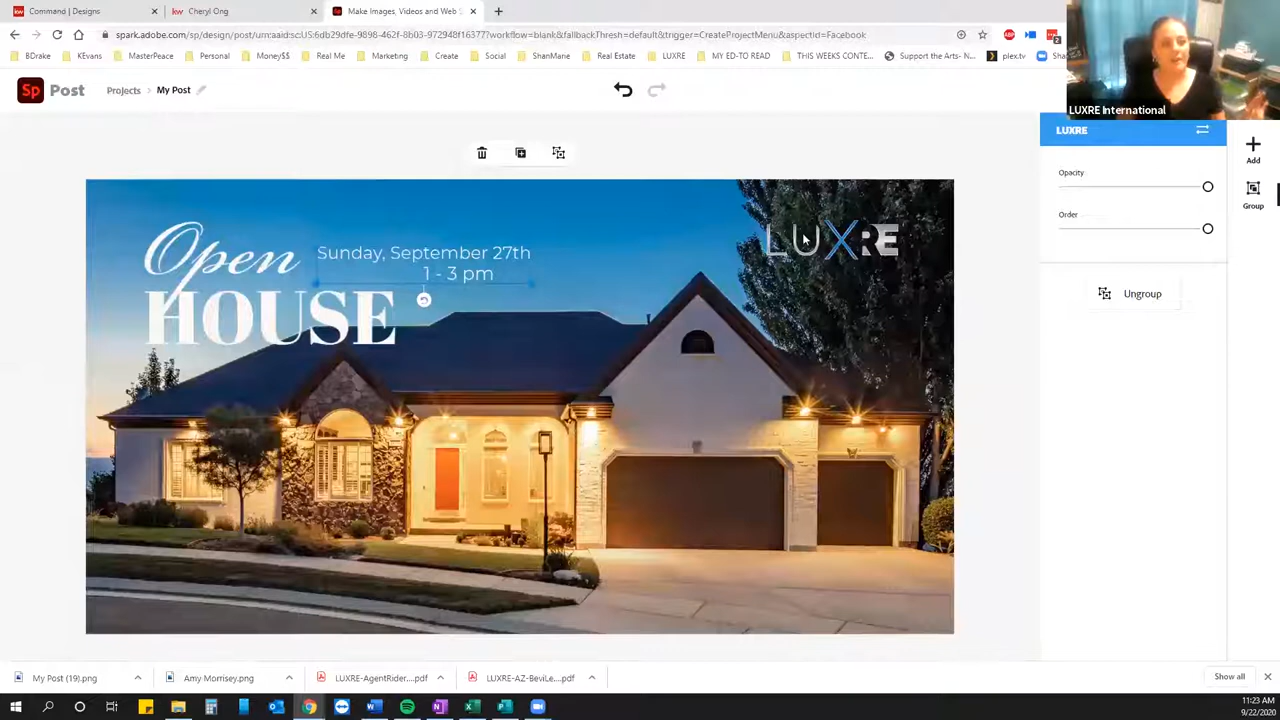 Command | Designs
Cheryl Ong
Make Images, Videos and Web S
spark.adobe.com/sp/design/post/urn:aaid:sc:US:6db29dfe-9898-462f-8b03-972948f16377?workflow=blank&fallbackThresh=default&trigger=CreateProjectMenu&aspectid=Facebook
BDrake
KEvans
MasterPeace
Personal
Money$$
Real Me
Marketing
Create
Social
ShanMane
Real Estate
LUXRE
MY ED-TO READ
THIS WEEKS CONTE...
Support the Arts- N...
plex.tv
LUXRE International
Sp Post
Projects
My Post
LUXRE
Add
Opacity
Group
Order
Ungroup
LUXRE
Open
HOUSE
Sunday, September 27th
1 - 3 pm
My Post (19).png
Amy Morrisey.png
LUXRE-AgentRider....pdf
LUXRE-AZ-BeviLe....pdf
Show all
11:23 AM
9/22/2020